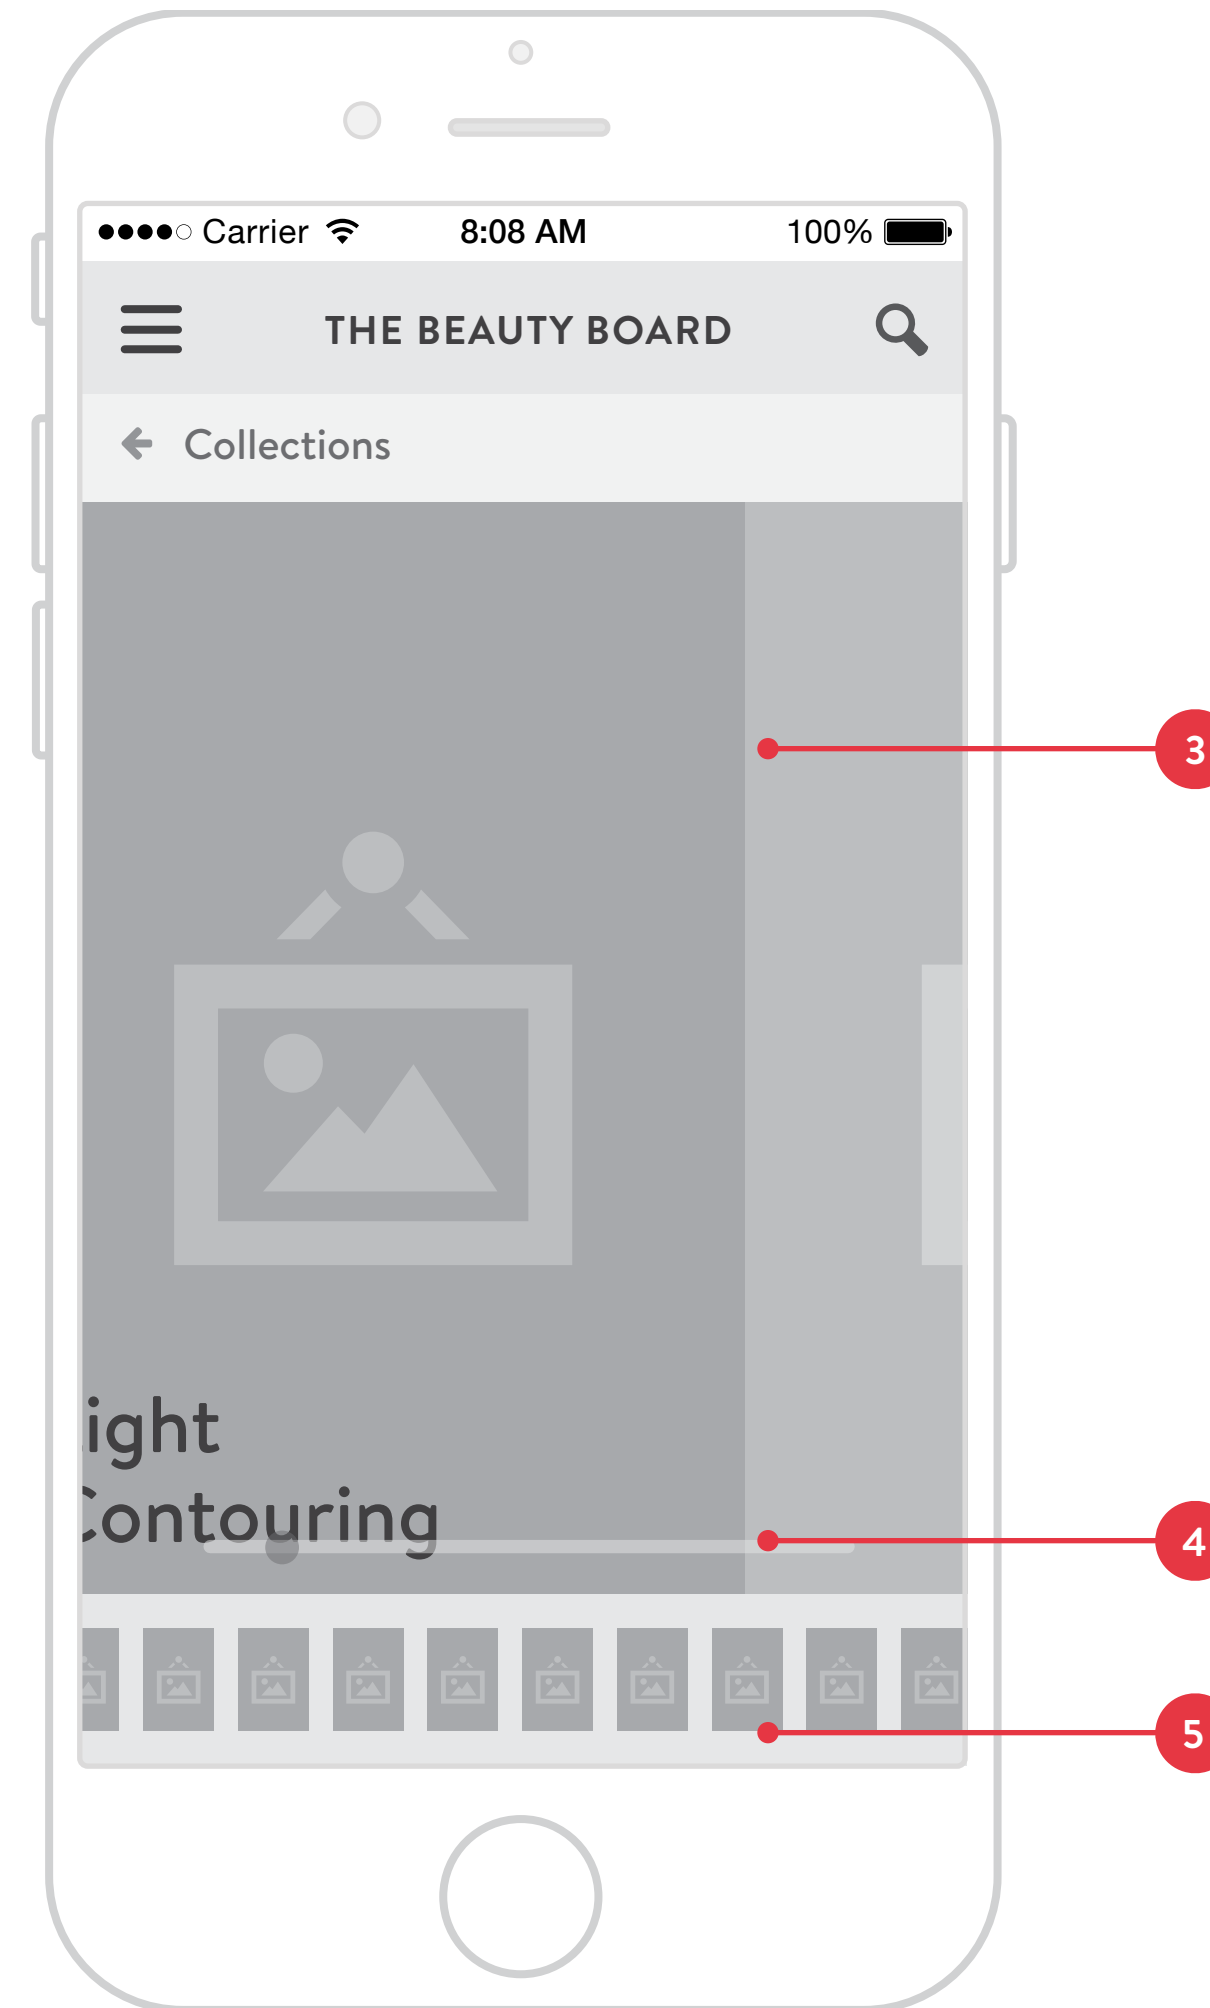 Carrier 8:08 AM 100%
THE BEAUTY BOARD
Collections
3
ight
Contouring
4
5